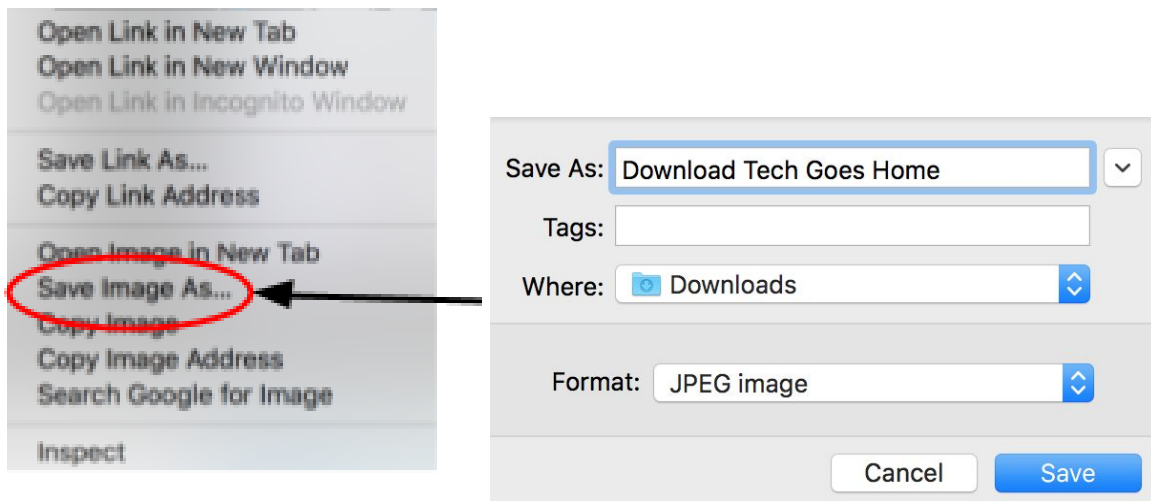 Open Link in New Tab
Open Link in New Window
Open Link in Incognito Window
Save Link As...
Copy Link Address
Open Image in New Tab
Save Image As...
Copy Image
Copy Image Address
Search Google for Image
Inspect
Save As: Download Tech Goes Home
Tags:
Where: Downloads
Format: JPEG image
Cancel Save